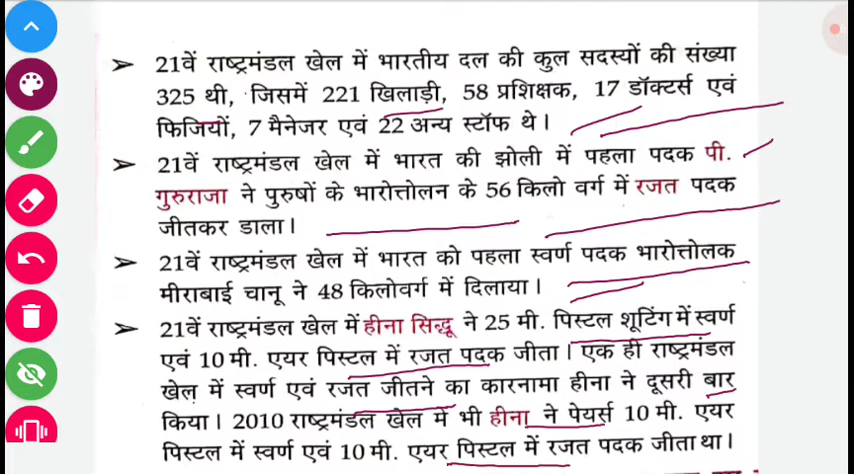 ➤ 21वें राष्ट्रमंडल खेल में भारतीय दल की कुल सदस्यों की संख्या
325 थी, जिसमें 221 खिलाड़ी, 58 प्रशिक्षक, 17 डॉक्टर्स एवं
फिजियों, 7 मैनेजर एवं 22 अन्य स्टॉफ थे।
➤ 21वें राष्ट्रमंडल खेल में भारत की झोली में पहला पदक पी.
गुरुराजा ने पुरुषों के भारोत्तोलन के 56 किलो वर्ग में रजत पदक
जीतकर डाला।
➤ 21वें राष्ट्रमंडल खेल में भारत को पहला स्वर्ण पदक भारोत्तोलक
मीराबाई चानू ने 48 किलोवर्ग में दिलाया।
➤ 21वें राष्ट्रमंडल खेल में हीना सिद्धू ने 25 मी. पिस्टल शूटिंग में स्वर्ण
एवं 10 मी. एयर पिस्टल में रजत पदक जीता। एक ही राष्ट्रमंडल
खेल में स्वर्ण एवं रजत जीतने का कारनामा हीना ने दूसरी बार
किया। 2010 राष्ट्रमंडल खेल में भी हीना ने पेयर्स 10 मी. एयर
पिस्टल में स्वर्ण एवं 10 मी. एयर पिस्टल में रजत पदक जीता था।